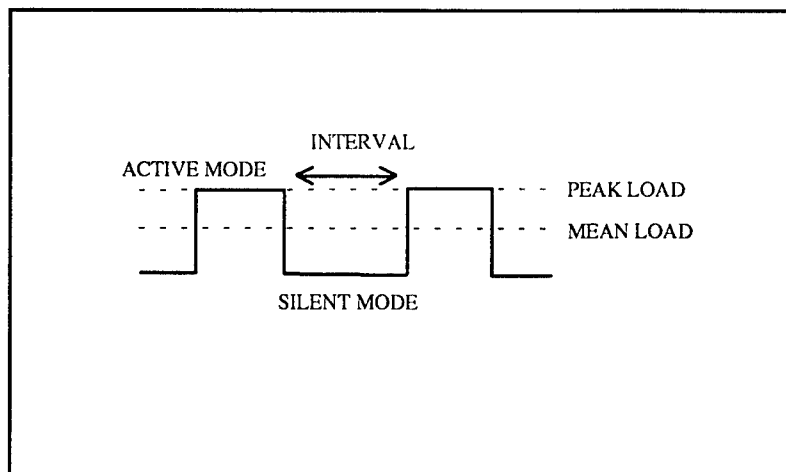 INTERVAL
ACTIVE MODE
PEAK LOAD
MEAN LOAD
SILENT MODE